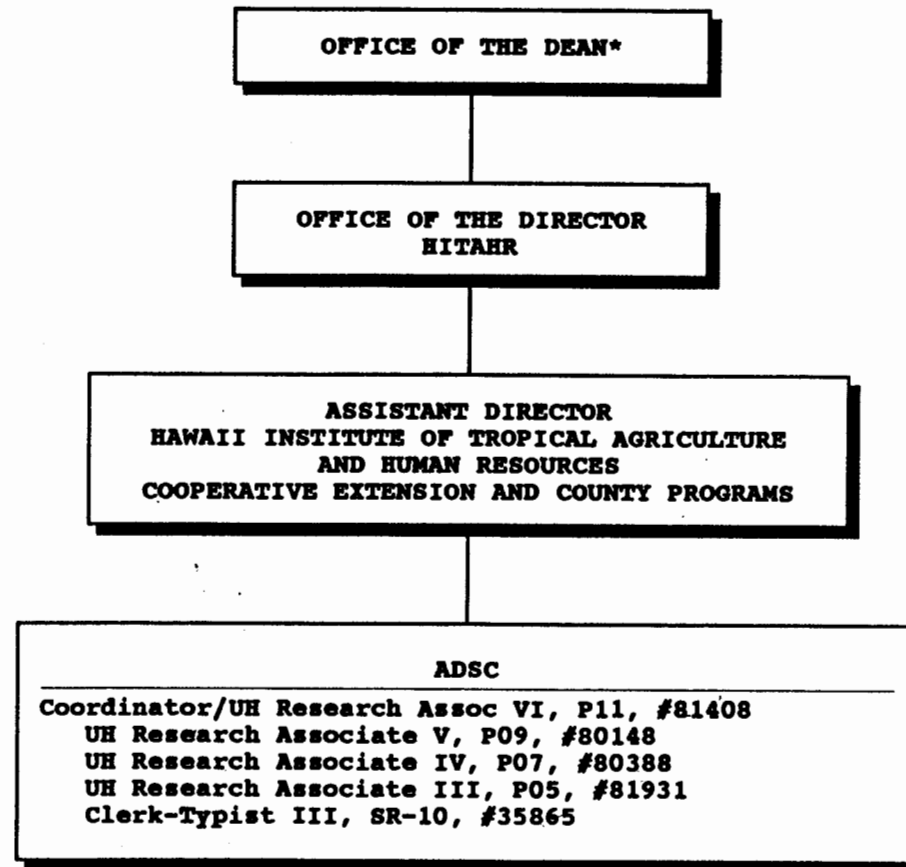 OFFICE OF THE DEAN*
OFFICE OF THE DIRECTOR
HITAHR
ASSISTANT DIRECTOR
HAWAII INSTITUTE OF TROPICAL AGRICULTURE
AND HUMAN RESOURCES
COOPERATIVE EXTENSION AND COUNTY PROGRAMS
ADSC
Coordinator/UH Research Assoc VI, P11, #81408
UH Research Associate V, P09, #80148
UH Research Associate IV, P07, #80388
UH Research Associate III, P05, #81931
Clerk-Typist III, SR-10, #35865